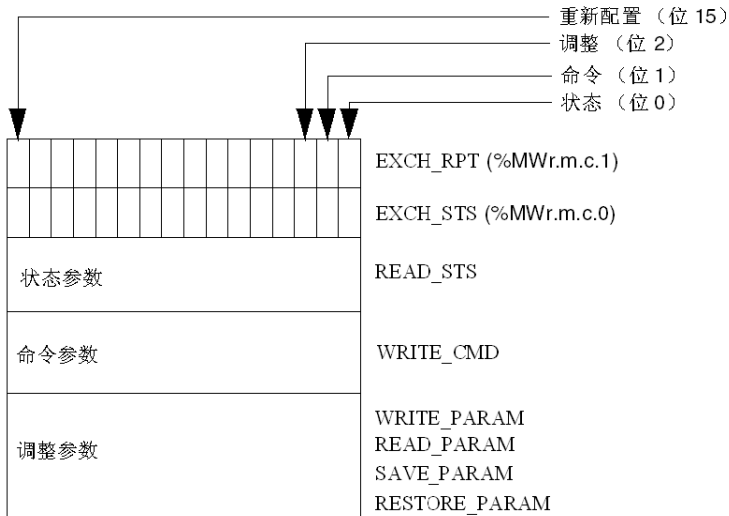 重新配置 （位 15）
调整 （位 2）
命令 （位 1）
状态 （位 0）
EXCH_RPT (%MWr.m.c.1)
EXCH_STS (%MWr.m.c.0)
状态参数 READ_STS
命令参数 WRITE_CMD
WRITE_PARAM
调整参数 READ_PARAM
SAVE_PARAM
RESTORE_PARAM